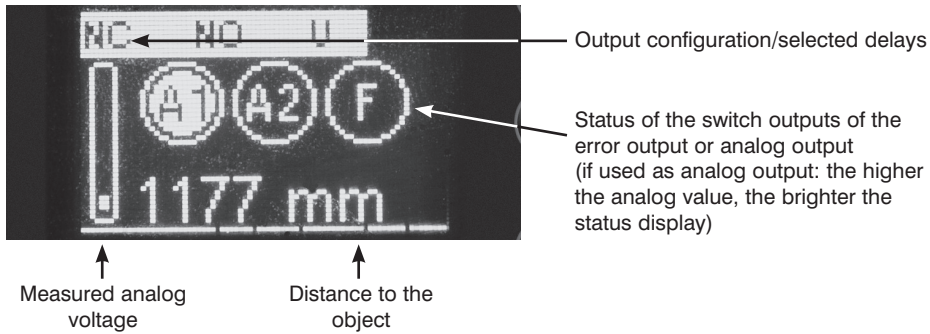 NC NO U
A1 A2 F
1177 mm
Output configuration/selected delays
Status of the switch outputs of the
error output or analog output
(if used as analog output: the higher
the analog value, the brighter the
status display)
Measured analog
voltage
Distance to the
object